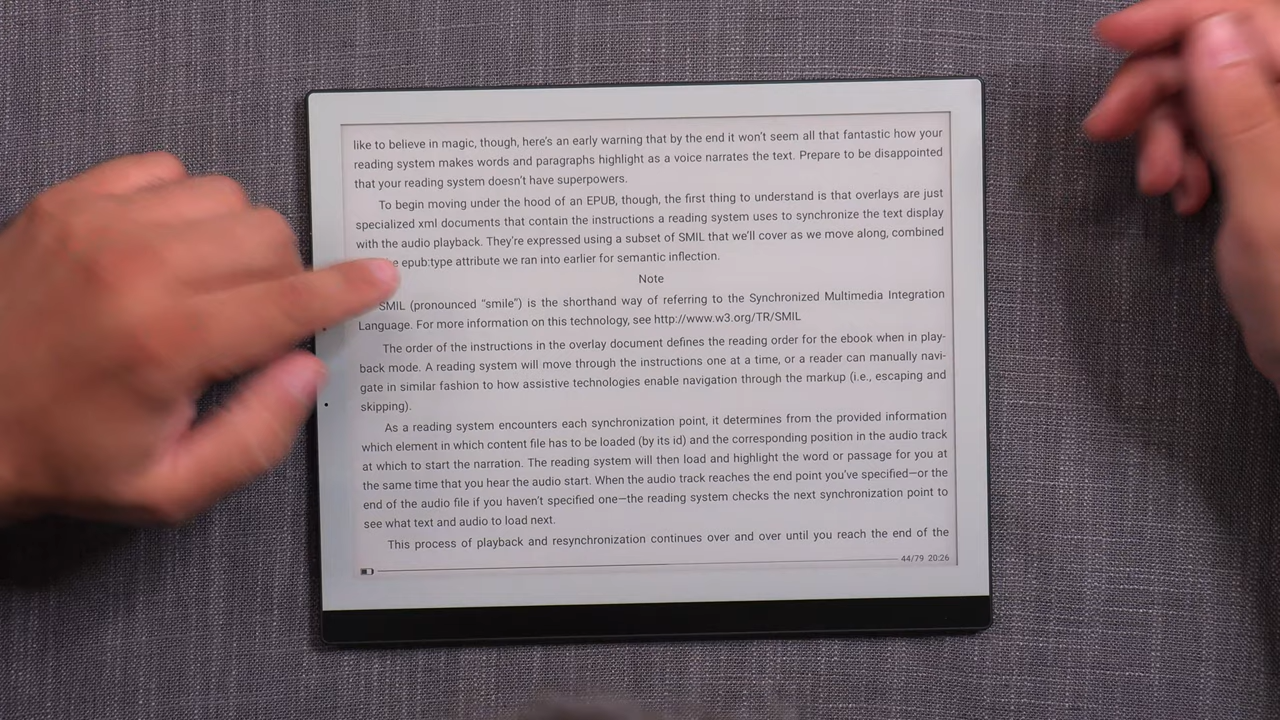 like to believe in magic, though, here's an early warning that by the end it won't seem all that fantastic how your
reading system makes words and paragraphs highlight as a voice narrates the text. Prepare to be disappointed
that your reading system doesn't have superpowers.
To begin moving under the hood of an EPUB, though, the first thing to understand is that overlays are just
specialized xml documents that contain the instructions a reading system uses to synchronize the text display
with the audio playback. They're expressed using a subset of SMIL that we'll cover as we move along, combined
epub:type attribute we ran into earlier for semantic inflection.
Note
SMIL (pronounced “smile”) is the shorthand way of referring to the Synchronized Multimedia Integration
Language. For more information on this technology, see http://www.w3.org/TR/SMIL
The order of the instructions in the overlay document defines the reading order for the ebook when in play-
back mode. A reading system will move through the instructions one at a time, or a reader can manually navi-
gate in similar fashion to how assistive technologies enable navigation through the markup (i.e., escaping and
skipping).
As a reading system encounters each synchronization point, it determines from the provided information
which element in which content file has to be loaded (by its id) and the corresponding position in the audio track
at which to start the narration. The reading system will then load and highlight the word or passage for you at
the same time that you hear the audio start. When the audio track reaches the end point you've specified—or the
end of the audio file if you haven't specified one—the reading system checks the next synchronization point to
see what text and audio to load next.
This process of playback and resynchronization continues over and over until you reach the end of the
44/79 20:26